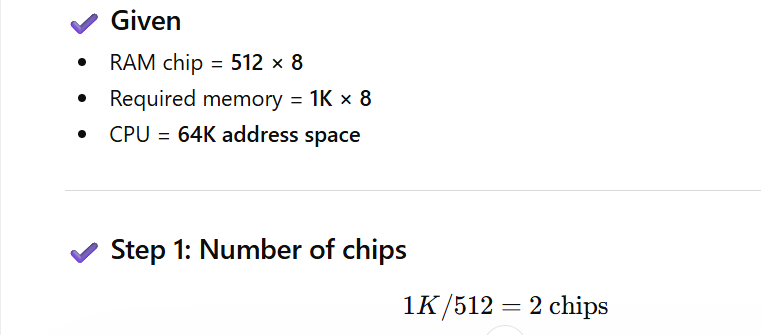 ✔ Given
• RAM chip = 512 × 8
• Required memory = 1K × 8
• CPU = 64K address space
✔ Step 1: Number of chips
1K/512 = 2 chips